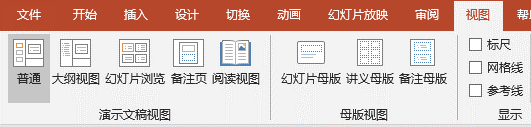 文件 开始 插入 设计 切换 动画 幻灯片放映 审阅 视图
普通 大纲视图 幻灯片浏览 备注页 阅读视图 幻灯片母版 讲义母版 备注母版
标尺
网格线
参考线
演示文稿视图 母版视图 显示